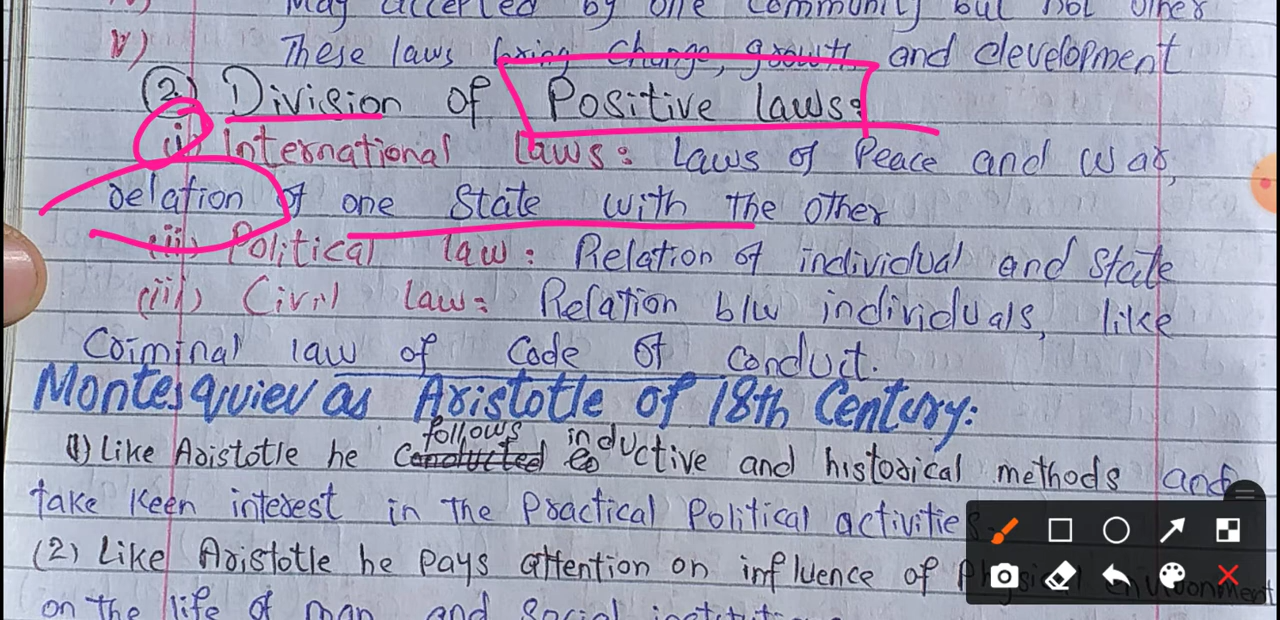 May accepted by one community but not other
V) These laws bring change, growth and development
(2) Division of Positive laws:
(i) International Laws: Laws of Peace and war,
relation of one State with the other
(ii) Political law: Relation of individual and State
(iii) Civil law: Relation b/w individuals, like
Criminal law of Code of conduct.
Montesquieu as Aristotle of 18th Century:
(1) Like Aristotle he follows inductive and historical methods and
take keen interest in the Practical Political activities
(2) Like Aristotle he pays attention on influence of Physical environment
on the life of man and social